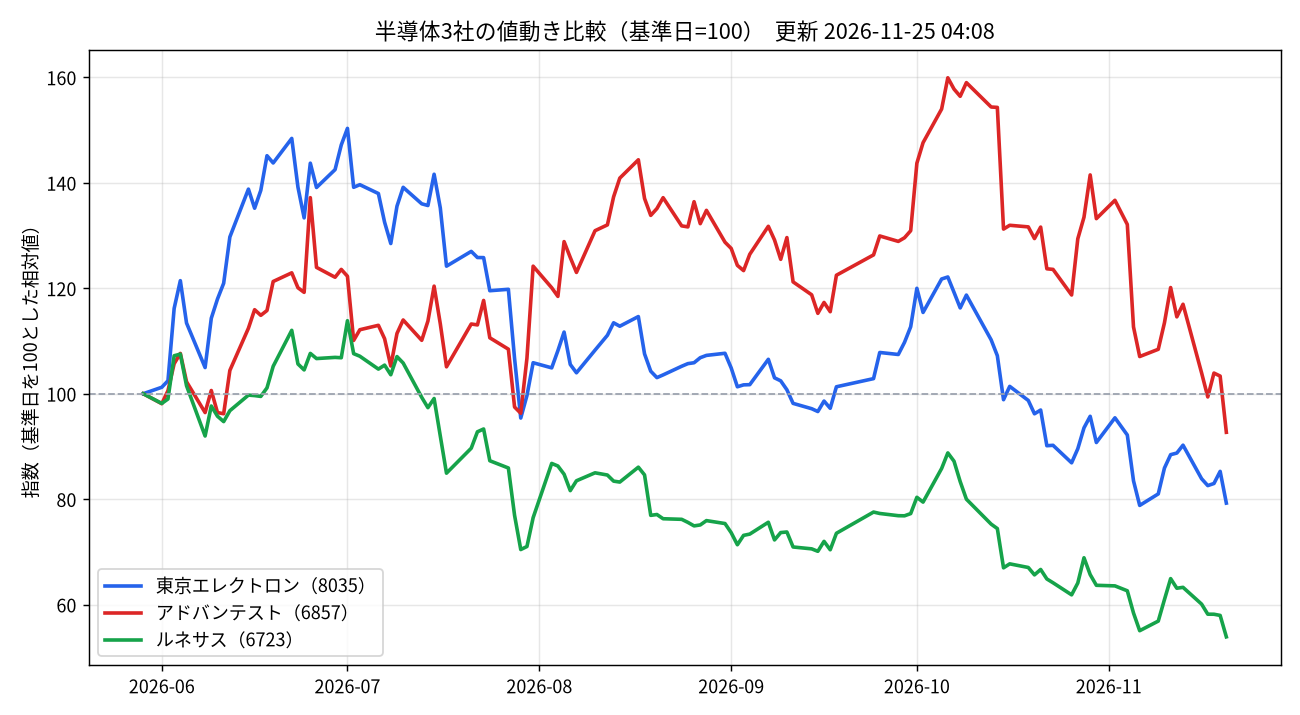 半導体3社の値動き比較（基準日=100）　更新 2026-11-25 04:08
指数（基準日を100とした相対値）
160
140
120
100
80
60
東京エレクトロン（8035）
アドバンテスト（6857）
ルネサス（6723）
2026-06 2026-07 2026-08 2026-09 2026-10 2026-11